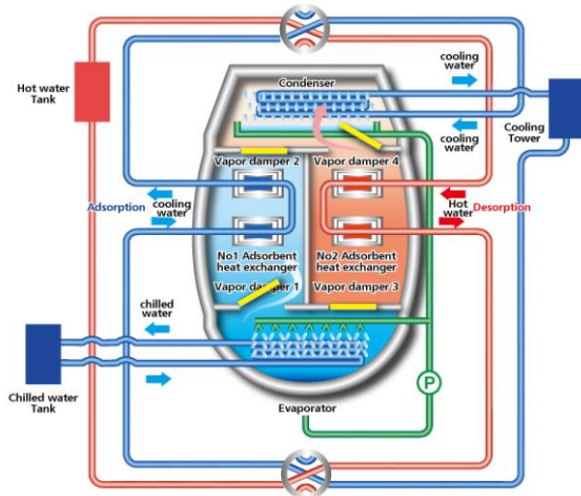 cooling
water
Condenser
Hot water
Tank
cooling
water
Cooling
Tower
Vapor damper 2
Vapor damper 4
Adsorption
cooling
water
Hot
water
Desorption
No1 Adsorbent
heat exchanger
No2 Adsorbent
heat exchanger
Vapor damper 1
Vapor damper 3
chilled
water
P
Chilled water
Tank
Evaporator